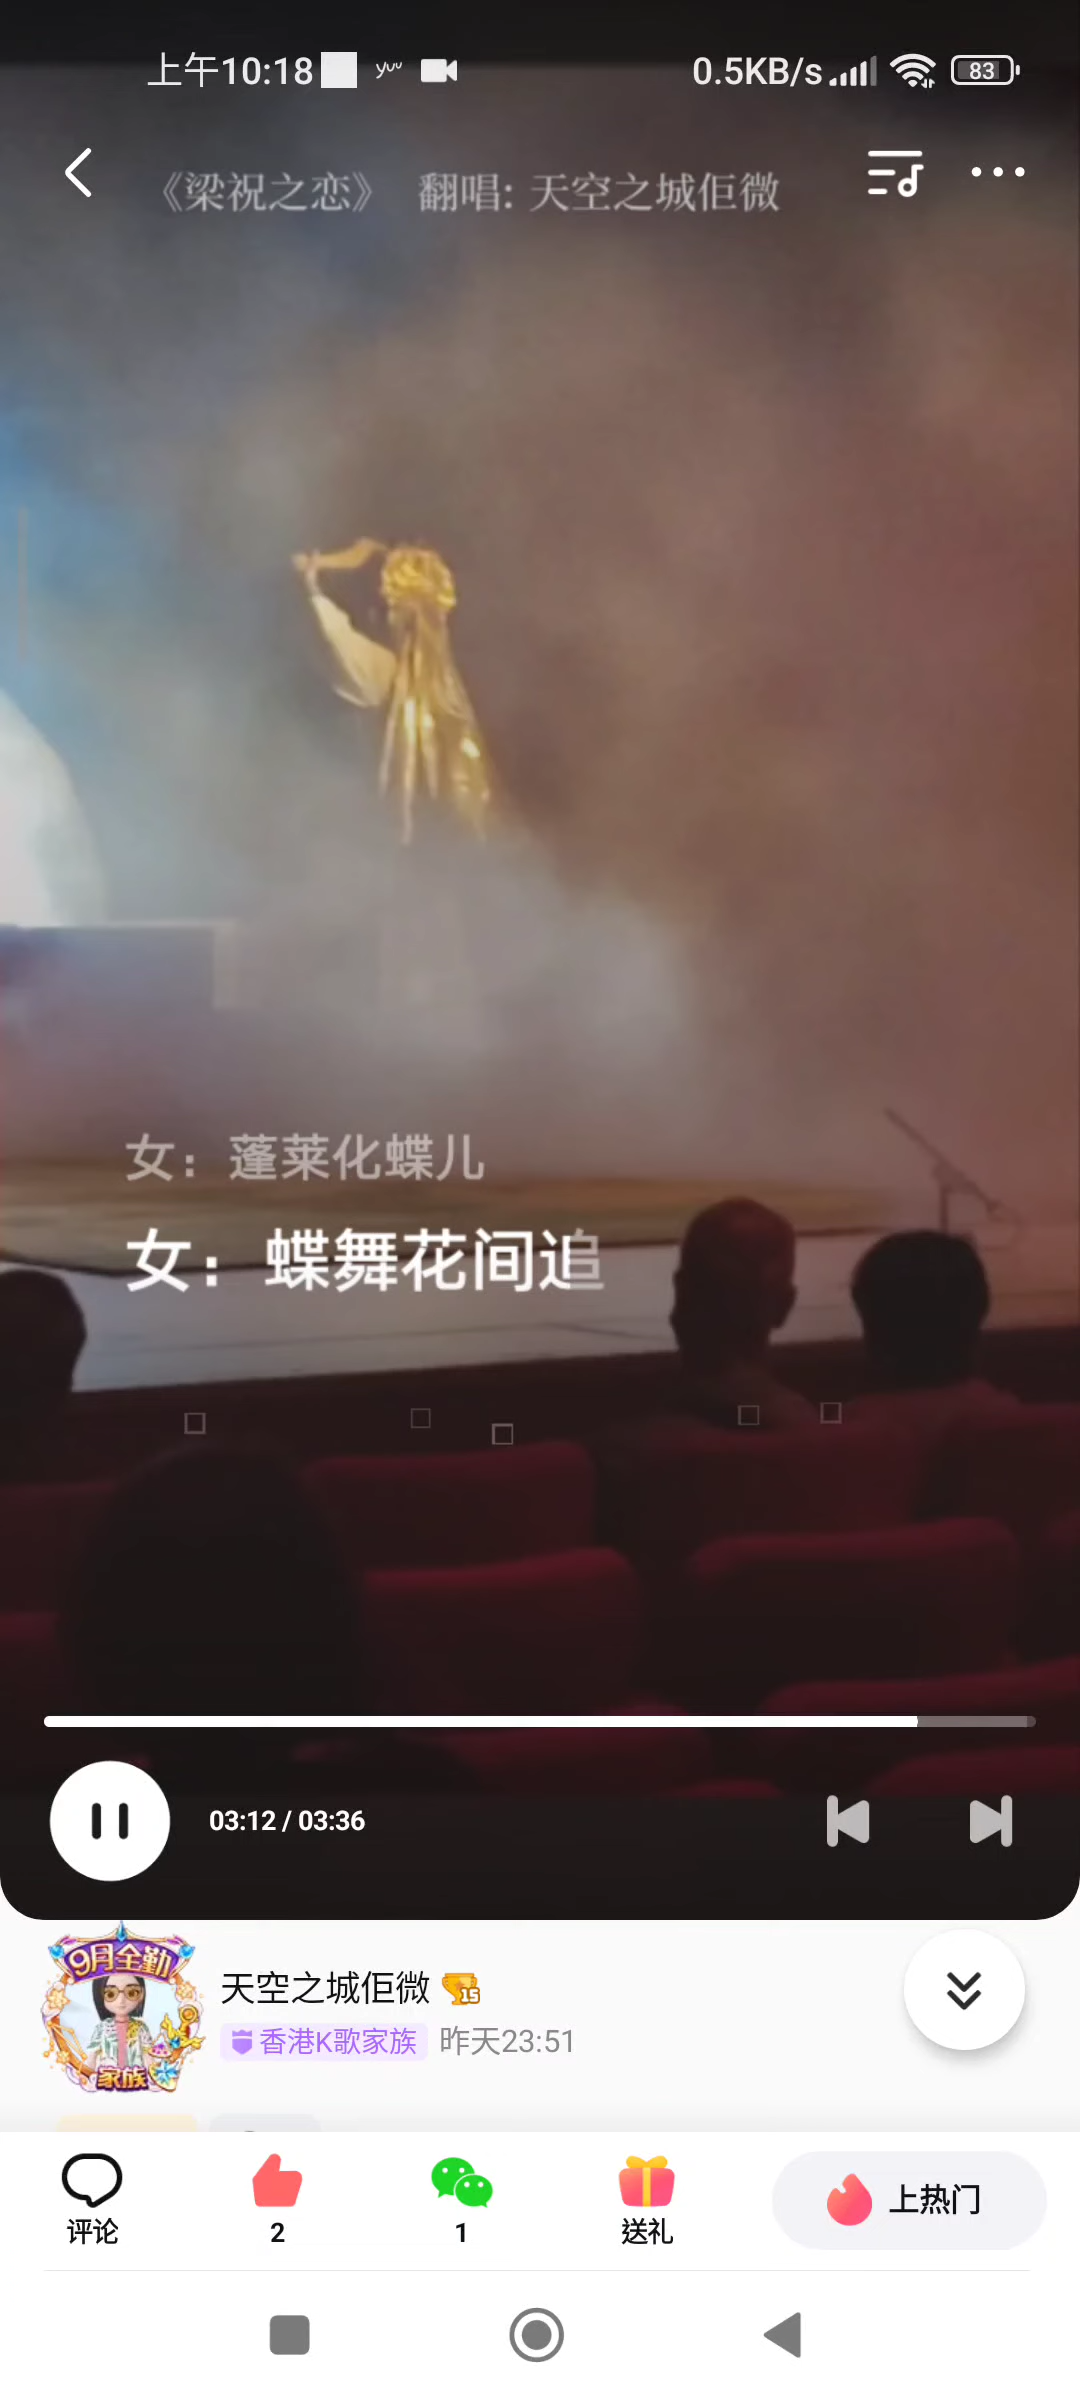 上午10:18
0.5KB/s
83
《梁祝之恋》 翻唱: 天空之城佢微
女：蓬莱化蝶儿
女：蝶舞花间追
03:12 / 03:36
9月全勤
家族
天空之城佢微 15
香港K歌家族 昨天23:51
评论 2 1 送礼 上热门